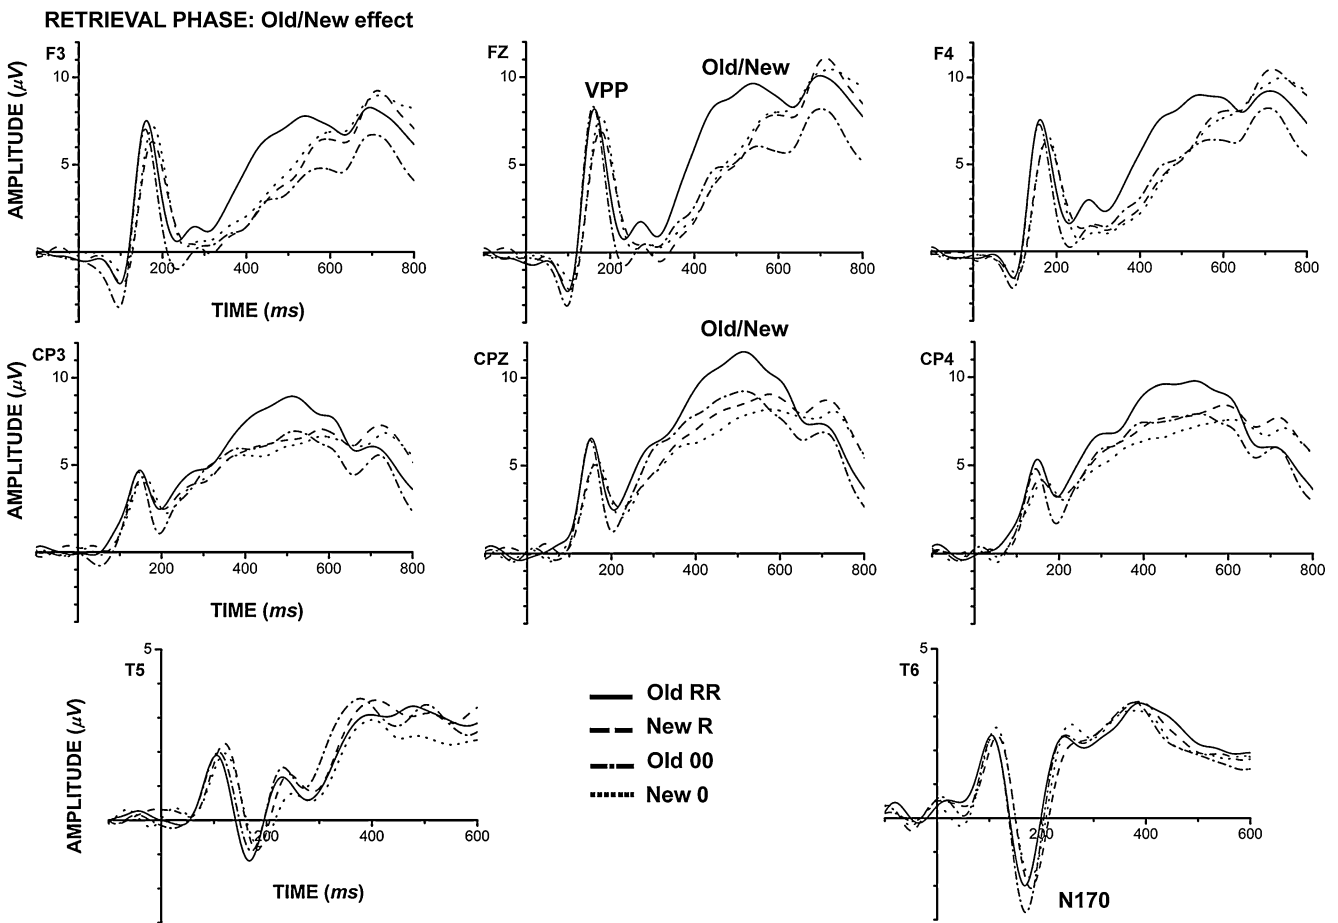 RETRIEVAL PHASE: Old/New effect
F3
10
5
200
400
600
800
AMPLITUDE (μV)
TIME (ms)
FZ
VPP
Old/New
10
5
200
400
600
800
F4
10
5
200
400
600
800
CP3
10
5
200
400
600
800
AMPLITUDE (μV)
TIME (ms)
Old/New
CPZ
10
5
200
400
600
800
CP4
10
5
200
400
600
800
T5
5
200
400
600
AMPLITUDE (μV)
TIME (ms)
Old RR
New R
Old 00
New 0
T6
5
200
400
600
N170